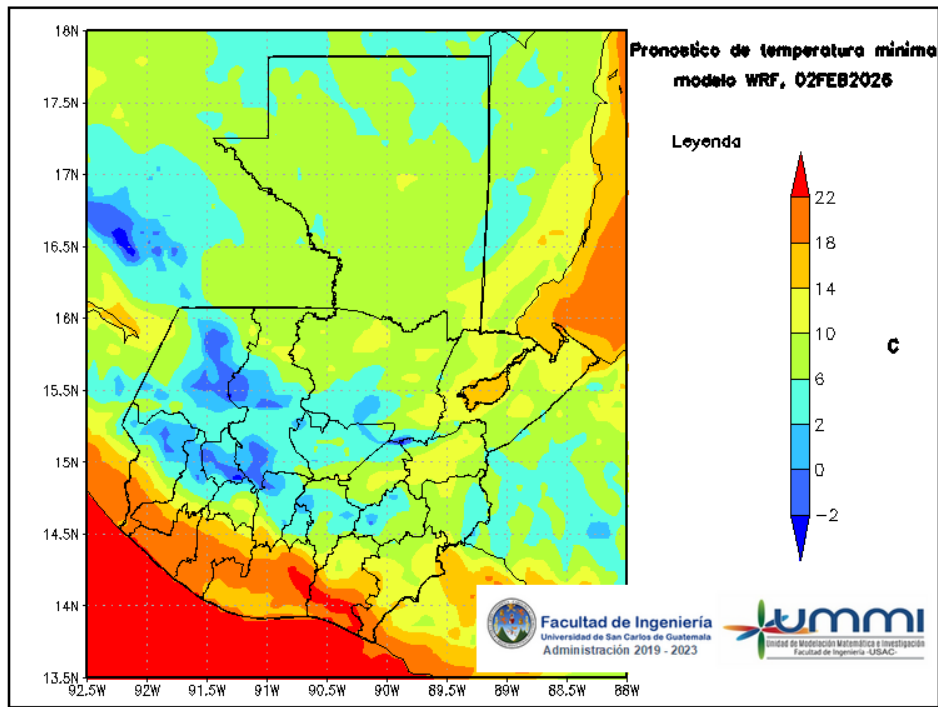 Pronostico de temperatura minima
modelo WRF, 02FEB2026
Leyenda
22
18
14
10
6
2
0
−2
C
18N
17.5N
17N
16.5N
16N
15.5N
15N
14.5N
14N
13.5N
92.5W
92W
91.5W
91W
90.5W
90W
89.5W
89W
88.5W
88W
Facultad de Ingeniería
Universidad de San Carlos de Guatemala
Administración 2019 - 2023
ummi
Unidad de Modelación Matemática e Investigación
Facultad de Ingeniería -USAC-